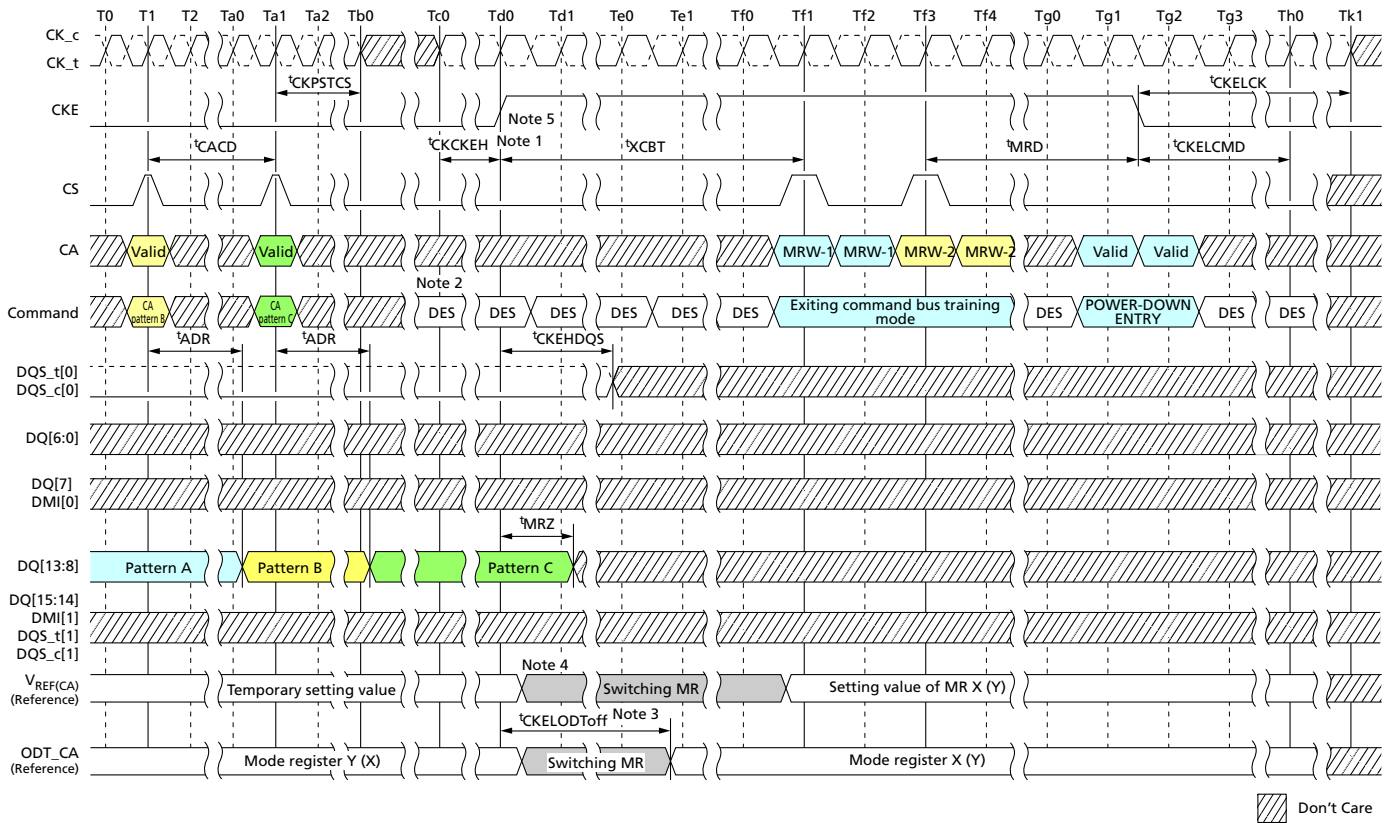 T0 T1 T2 Ta0 Ta1 Ta2 Tb0 Tc0 Td0 Td1 Te0 Te1 Tf0 Tf1 Tf2 Tf3 Tf4 Tg0 Tg1 Tg2 Tg3 Th0 Tk1
CK_c
CK_t
tCKPSTCS
tCKELCK
CKE
Note 5
tCACD
tCKCKEH
Note 1
tXCBT
tMRD
tCKELCMD
CS
CA
Valid Valid MRW-1 MRW-1 MRW-2 MRW-2 Valid Valid
Note 2
Command
CA
pattern B
CA
pattern C
DES DES DES DES DES DES
Exiting command bus training
mode
DES
POWER-DOWN
ENTRY
DES DES
tADR tADR tCKEHDQS
DQS_t[0]
DQS_c[0]
DQ[6:0]
DQ[7]
DMI[0]
tMRZ
DQ[13:8]
Pattern A Pattern B Pattern C
DQ[15:14]
DMI[1]
DQS_t[1]
DQS_c[1]
Note 4
VREF(CA)
(Reference)
Temporary setting value Switching MR Setting value of MR X (Y)
tCKELODToff Note 3
ODT_CA
(Reference)
Mode register Y (X) Switching MR Mode register X (Y)
Don't Care